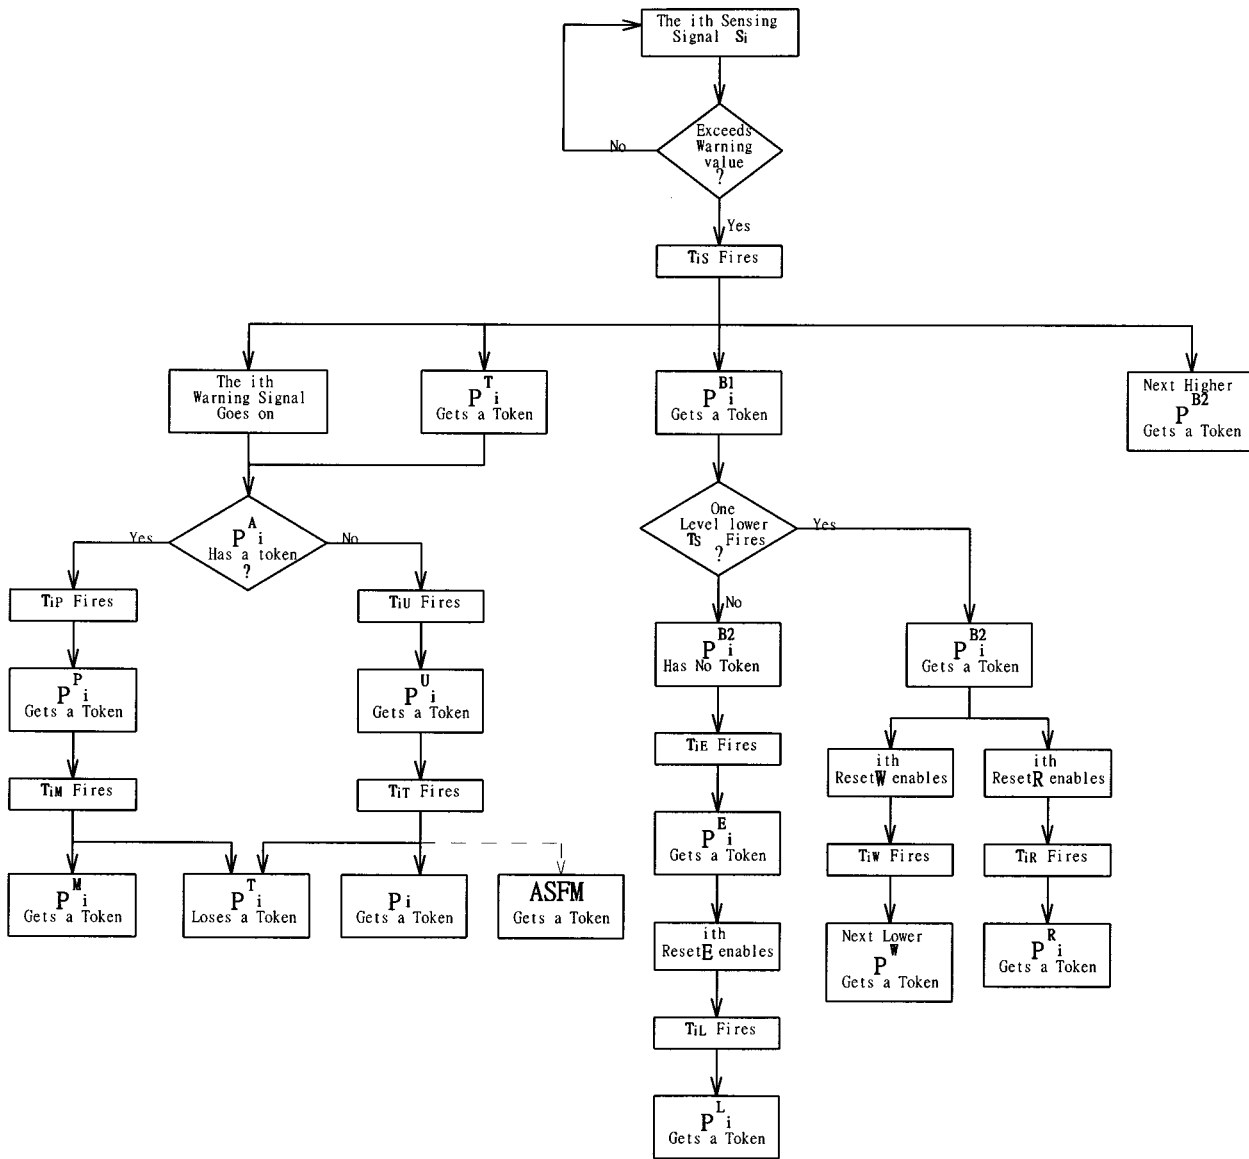 The ith Sensing
Signal Si
Exceeds
Warning
value
?
No
Yes
TiS Fires
The ith
Warning Signal
Goes on
T
P i
Gets a Token
B1
P i
Gets a Token
Next Higher
B2
P
Gets a Token
A
P i
Has a token
?
Yes
No
One
Level lower
TS Fires
?
Yes
No
TiP Fires
TiU Fires
B2
P i
Has No Token
B2
P i
Gets a Token
P
P i
Gets a Token
U
P i
Gets a Token
TiE Fires
ith
ResetW enables
ith
ResetR enables
TiM Fires
TiT Fires
E
P i
Gets a Token
TiW Fires
TiR Fires
M
P i
Gets a Token
T
P i
Loses a Token
Pi
Gets a Token
ASFM
Gets a Token
ith
ResetE enables
Next Lower
W
P
Gets a Token
R
P i
Gets a Token
TiL Fires
L
P i
Gets a Token